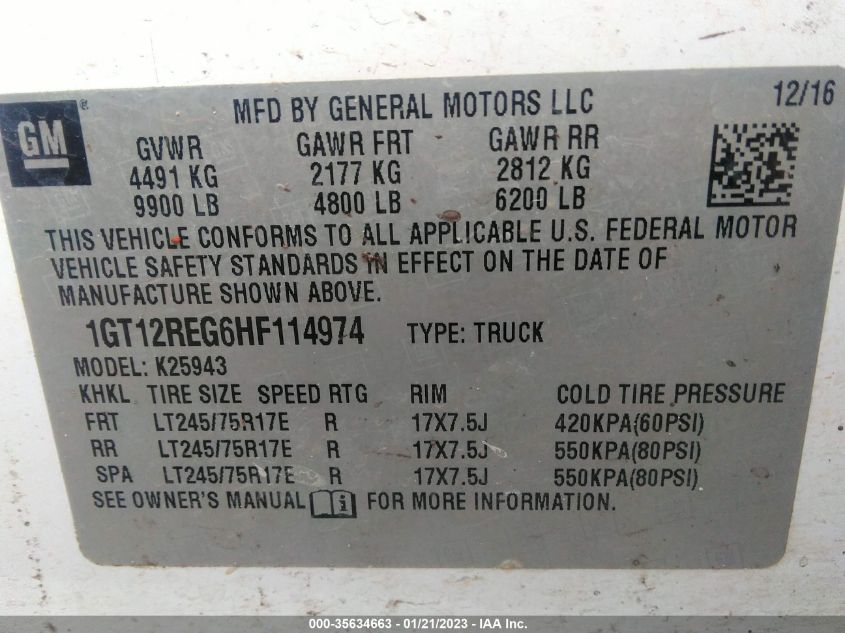 GM ®
MFD BY GENERAL MOTORS LLC
12/16
GVWR GAWR FRT GAWR RR
4491 KG 2177 KG 2812 KG
9900 LB 4800 LB 6200 LB
THIS VEHICLE CONFORMS TO ALL APPLICABLE U.S. FEDERAL MOTOR
VEHICLE SAFETY STANDARDS IN EFFECT ON THE DATE OF
MANUFACTURE SHOWN ABOVE.
1GT12REG6HF114974 TYPE: TRUCK
MODEL: K25943
KHKL TIRE SIZE SPEED RTG RIM COLD TIRE PRESSURE
FRT LT245/75R17E R 17X7.5J 420KPA(60PSI)
RR LT245/75R17E R 17X7.5J 550KPA(80PSI)
SPA LT245/75R17E R 17X7.5J 550KPA(80PSI)
SEE OWNER'S MANUAL i FOR MORE INFORMATION.
000-35634663 - 01/21/2023 - IAA Inc.